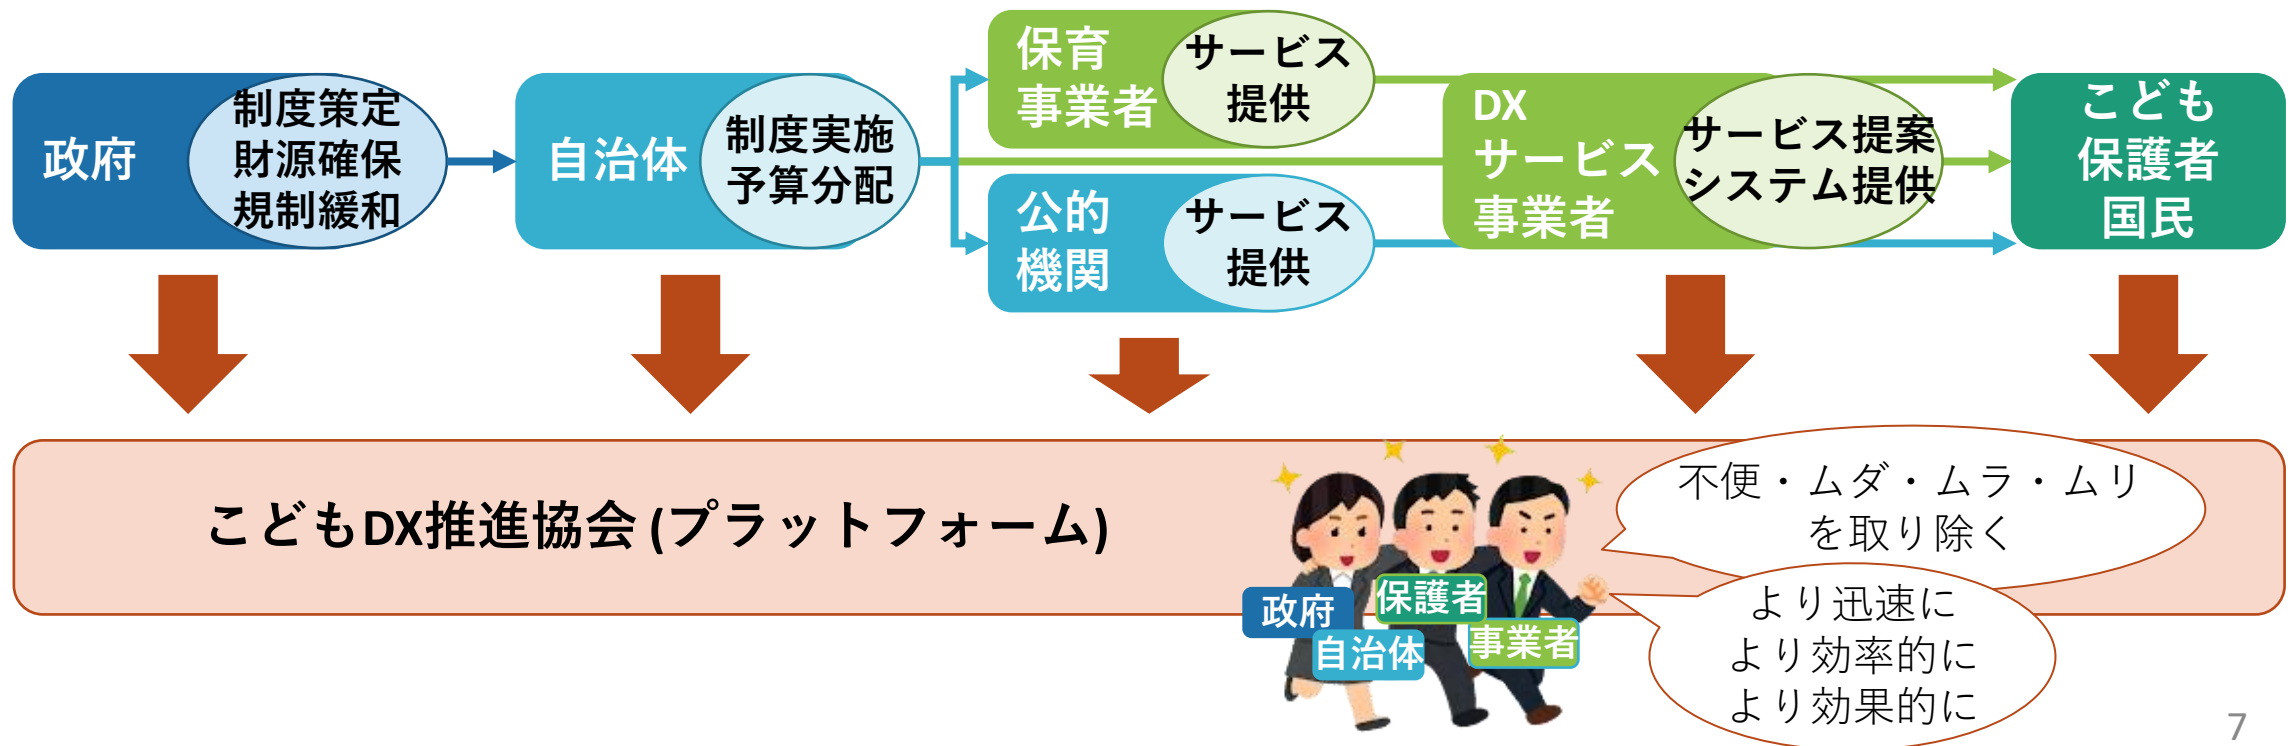 政府
制度策定
財源確保
規制緩和
自治体
制度実施
予算分配
保育
事業者
サービス
提供
公的
機関
サービス
提供
DX
サービス
事業者
サービス提案
システム提供
こども
保護者
国民
こどもDX推進協会 (プラットフォーム)
政府
自治体
保護者
事業者
不便・ムダ・ムラ・ムリ
を取り除く
より迅速に
より効率的に
より効果的に
7